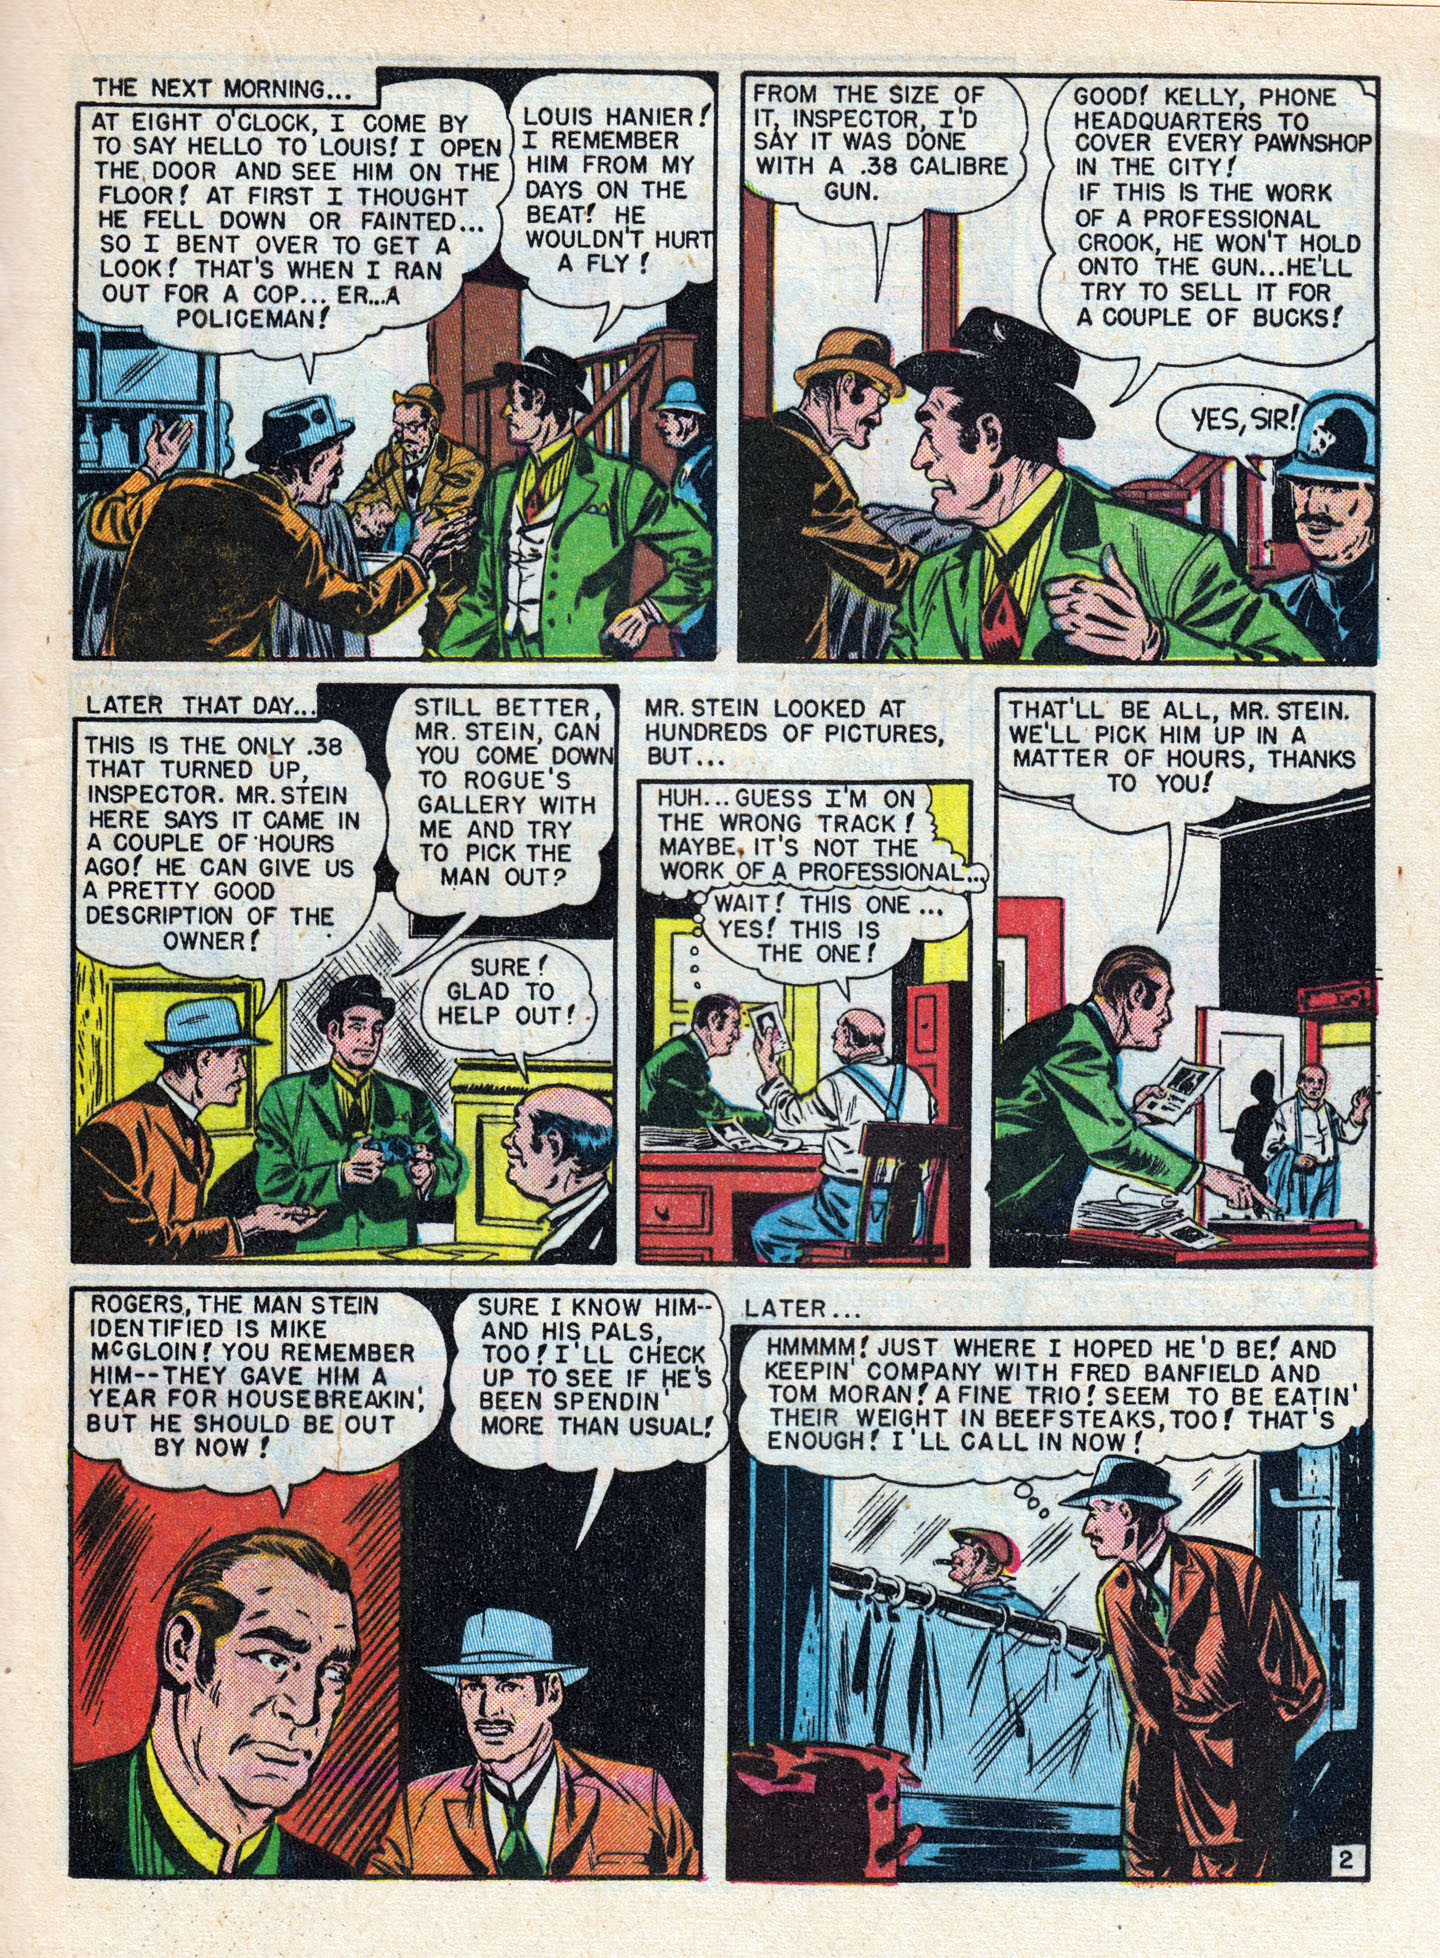 THE NEXT MORNING...
AT EIGHT O'CLOCK, I COME BY
TO SAY HELLO TO LOUIS! I OPEN
THE DOOR AND SEE HIM ON THE
FLOOR! AT FIRST I THOUGHT
HE FELL DOWN OR FAINTED...
SO I BENT OVER TO GET A
LOOK! THAT'S WHEN I RAN
OUT FOR A COP... ER...A
POLICEMAN!
LOUIS HANIER!
I REMEMBER
HIM FROM MY
DAYS ON THE
BEAT! HE
WOULDN'T HURT
A FLY!
FROM THE SIZE OF
IT, INSPECTOR, I'D
SAY IT WAS DONE
WITH A .38 CALIBRE
GUN.
GOOD! KELLY, PHONE
HEADQUARTERS TO
COVER EVERY PAWNSHOP
IN THE CITY!
IF THIS IS THE WORK
OF A PROFESSIONAL
CROOK, HE WON'T HOLD
ONTO THE GUN...HE'LL
TRY TO SELL IT FOR
A COUPLE OF BUCKS!
YES, SIR!
LATER THAT DAY...
THIS IS THE ONLY .38
THAT TURNED UP,
INSPECTOR. MR. STEIN
HERE SAYS IT CAME IN
A COUPLE OF HOURS
AGO! HE CAN GIVE US
A PRETTY GOOD
DESCRIPTION OF THE
OWNER!
STILL BETTER,
MR. STEIN, CAN
YOU COME DOWN
TO ROGUE'S
GALLERY WITH
ME AND TRY
TO PICK THE
MAN OUT?
SURE!
GLAD TO
HELP OUT!
MR. STEIN LOOKED AT
HUNDREDS OF PICTURES,
BUT...
HUH... GUESS I'M ON
THE WRONG TRACK!
MAYBE, IT'S NOT THE
WORK OF A PROFESSIONAL...
WAIT! THIS ONE...
YES! THIS IS
THE ONE!
THAT'LL BE ALL, MR. STEIN.
WE'LL PICK HIM UP IN A
MATTER OF HOURS, THANKS
TO YOU!
ROGERS, THE MAN STEIN
IDENTIFIED IS MIKE
McGLOIN! YOU REMEMBER
HIM--THEY GAVE HIM A
YEAR FOR HOUSEBREAKIN',
BUT HE SHOULD BE OUT
BY NOW!
SURE I KNOW HIM--
AND HIS PALS,
TOO! I'LL CHECK
UP TO SEE IF HE'S
BEEN SPENDIN'
MORE THAN USUAL!
LATER...
HMMMM! JUST WHERE I HOPED HE'D BE! AND
KEEPIN' COMPANY WITH FRED BANFIELD AND
TOM MORAN! A FINE TRIO! SEEM TO BE EATIN'
THEIR WEIGHT IN BEEFSTEAKS, TOO! THAT'S
ENOUGH! I'LL CALL IN NOW!
2